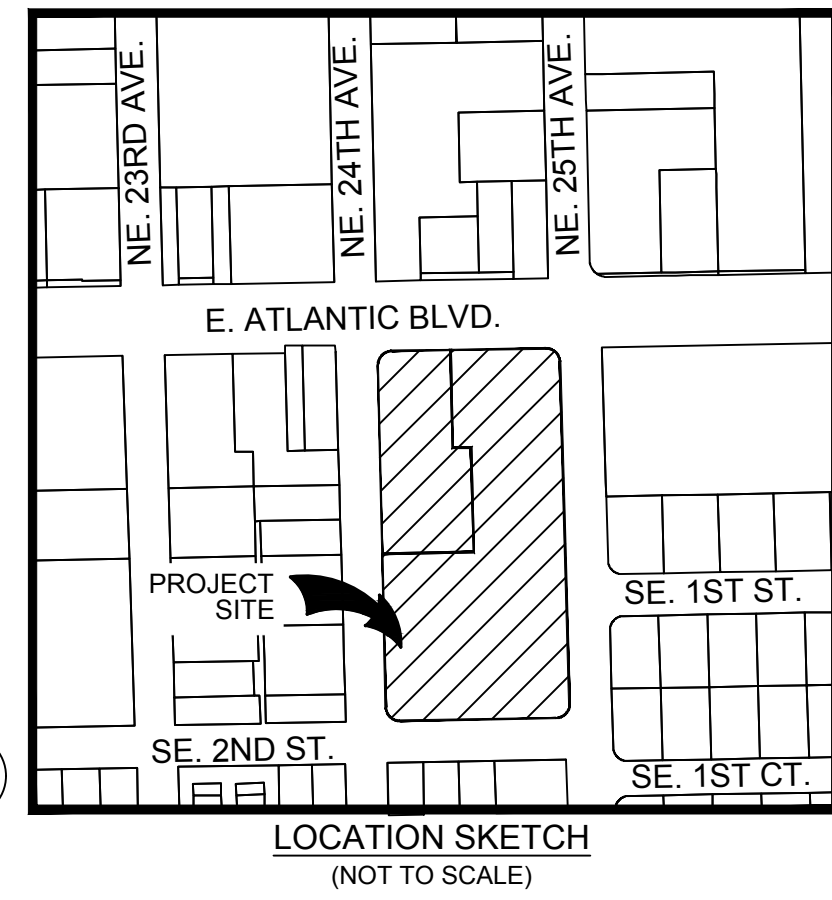 NE. 23RD AVE.
NE. 24TH AVE.
NE. 25TH AVE.
E. ATLANTIC BLVD.
PROJECT
SITE
SE. 1ST ST.
SE. 2ND ST.
SE. 1ST CT.
LOCATION SKETCH
(NOT TO SCALE)